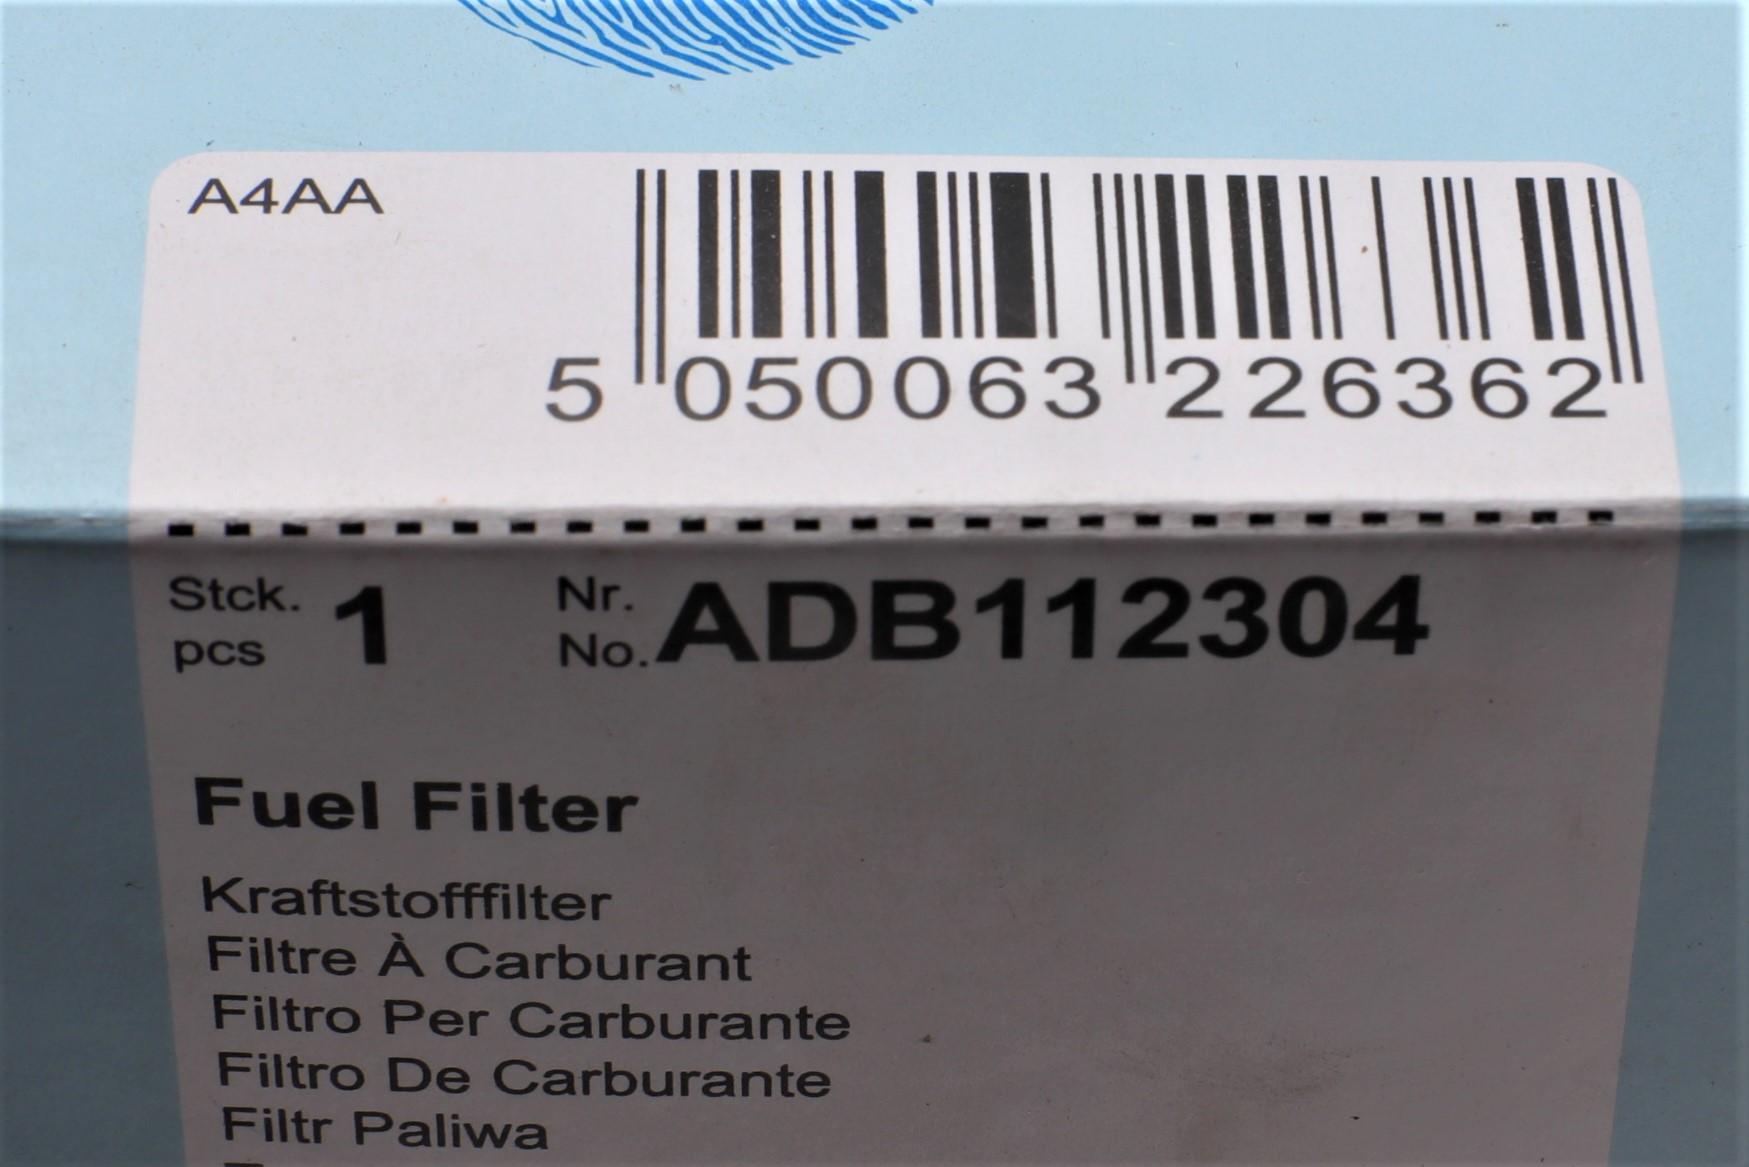 A4AA
5 050063 226362
Stck. pcs 1 Nr. No. ADB112304
Fuel Filter
Kraftstofffilter
Filtre À Carburant
Filtro Per Carburante
Filtro De Carburante
Filtr Paliwa